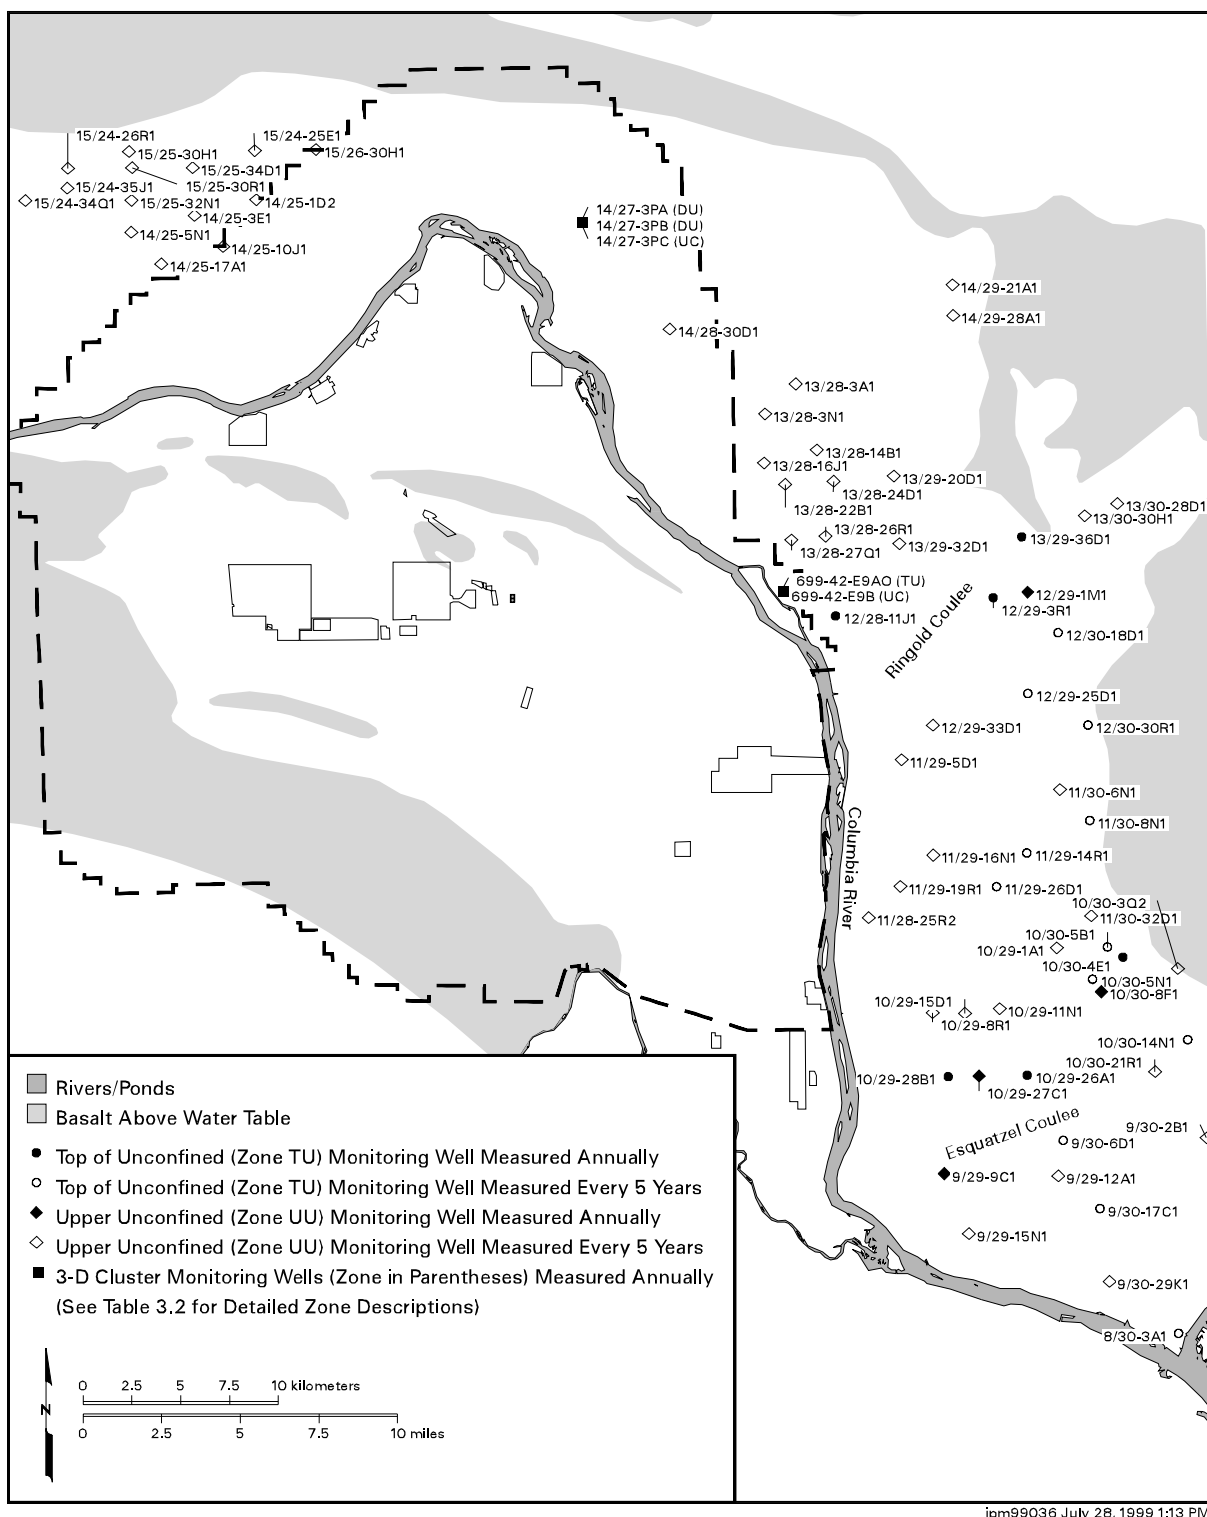 15/24-26R1
15/24-25E1
15/25-30H1
15/26-30H1
15/25-34D1
15/24-35J1
15/25-30R1
15/24-34Q1
15/25-32N1
14/25-1D2
14/25-3E1
14/25-5N1
14/25-10J1
14/25-17A1
14/27-3PA (DU)
14/27-3PB (DU)
14/27-3PC (UC)
14/29-21A1
14/29-28A1
14/28-30D1
13/28-3A1
13/28-3N1
13/28-14B1
13/28-16J1
13/29-20D1
13/28-24D1
13/28-22B1
13/30-28D1
13/30-30H1
13/28-26R1
13/29-36D1
13/29-32D1
13/28-27Q1
699-42-E9AO (TU)
699-42-E9B (UC)
12/29-1M1
12/29-3R1
12/28-11J1
Ringold Coulee
12/30-18D1
12/29-25D1
12/29-33D1
12/30-30R1
11/29-5D1
11/30-6N1
11/30-8N1
Columbia River
11/29-16N1
11/29-14R1
11/29-19R1
11/29-26D1
10/30-3Q2
11/28-25R2
11/30-32D1
10/30-5B1
10/29-1A1
10/30-4E1
10/30-5N1
10/30-8F1
10/29-15D1
10/29-11N1
10/29-8R1
10/30-14N1
10/30-21R1
10/29-28B1
10/29-26A1
10/29-27C1
Esquatzel Coulee
9/30-2B1
9/30-6D1
9/29-9C1
9/29-12A1
9/30-17C1
9/29-15N1
9/30-29K1
8/30-3A1
Rivers/Ponds
Basalt Above Water Table
Top of Unconfined (Zone TU) Monitoring Well Measured Annually
Top of Unconfined (Zone TU) Monitoring Well Measured Every 5 Years
Upper Unconfined (Zone UU) Monitoring Well Measured Annually
Upper Unconfined (Zone UU) Monitoring Well Measured Every 5 Years
3-D Cluster Monitoring Wells (Zone in Parentheses) Measured Annually
(See Table 3.2 for Detailed Zone Descriptions)
N
0 2.5 5 7.5 10 kilometers
0 2.5 5 7.5 10 miles
jpm99036 July 28, 1999 1:13 PM